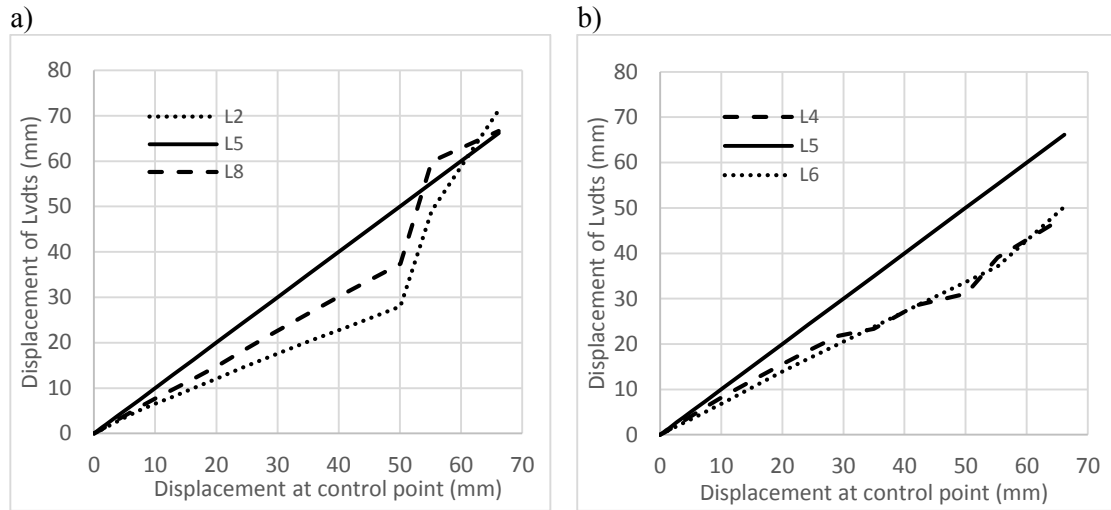 a)
80
70
60
50
40
30
20
10
0
Displacement of Lvdts (mm)
L2
L5
L8
0 10 20 30 40 50 60 70
Displacement at control point (mm)
b)
80
70
60
50
40
30
20
10
0
Displacement of Lvdts (mm)
L4
L5
L6
0 10 20 30 40 50 60 70
Displacement at control point (mm)